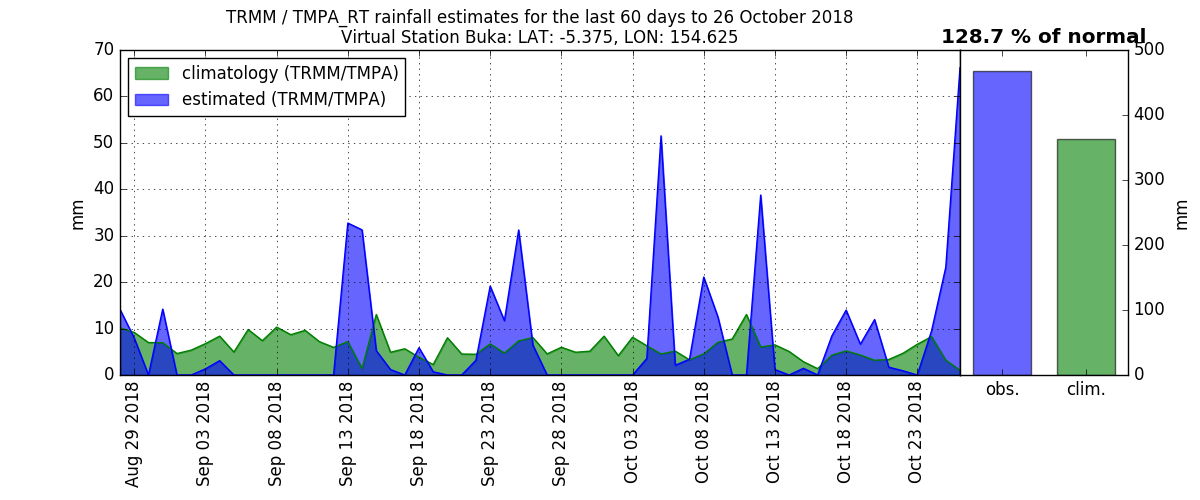 TRMM / TMPA_RT rainfall estimates for the last 60 days to 26 October 2018
Virtual Station Buka: LAT: -5.375, LON: 154.625
128.7 % of normal
climatology (TRMM/TMPA)
estimated (TRMM/TMPA)
70
60
50
40
30
20
10
0
mm
500
400
300
200
100
0
mm
Aug 29 2018
Sep 03 2018
Sep 08 2018
Sep 13 2018
Sep 18 2018
Sep 23 2018
Sep 28 2018
Oct 03 2018
Oct 08 2018
Oct 13 2018
Oct 18 2018
Oct 23 2018
obs.
clim.